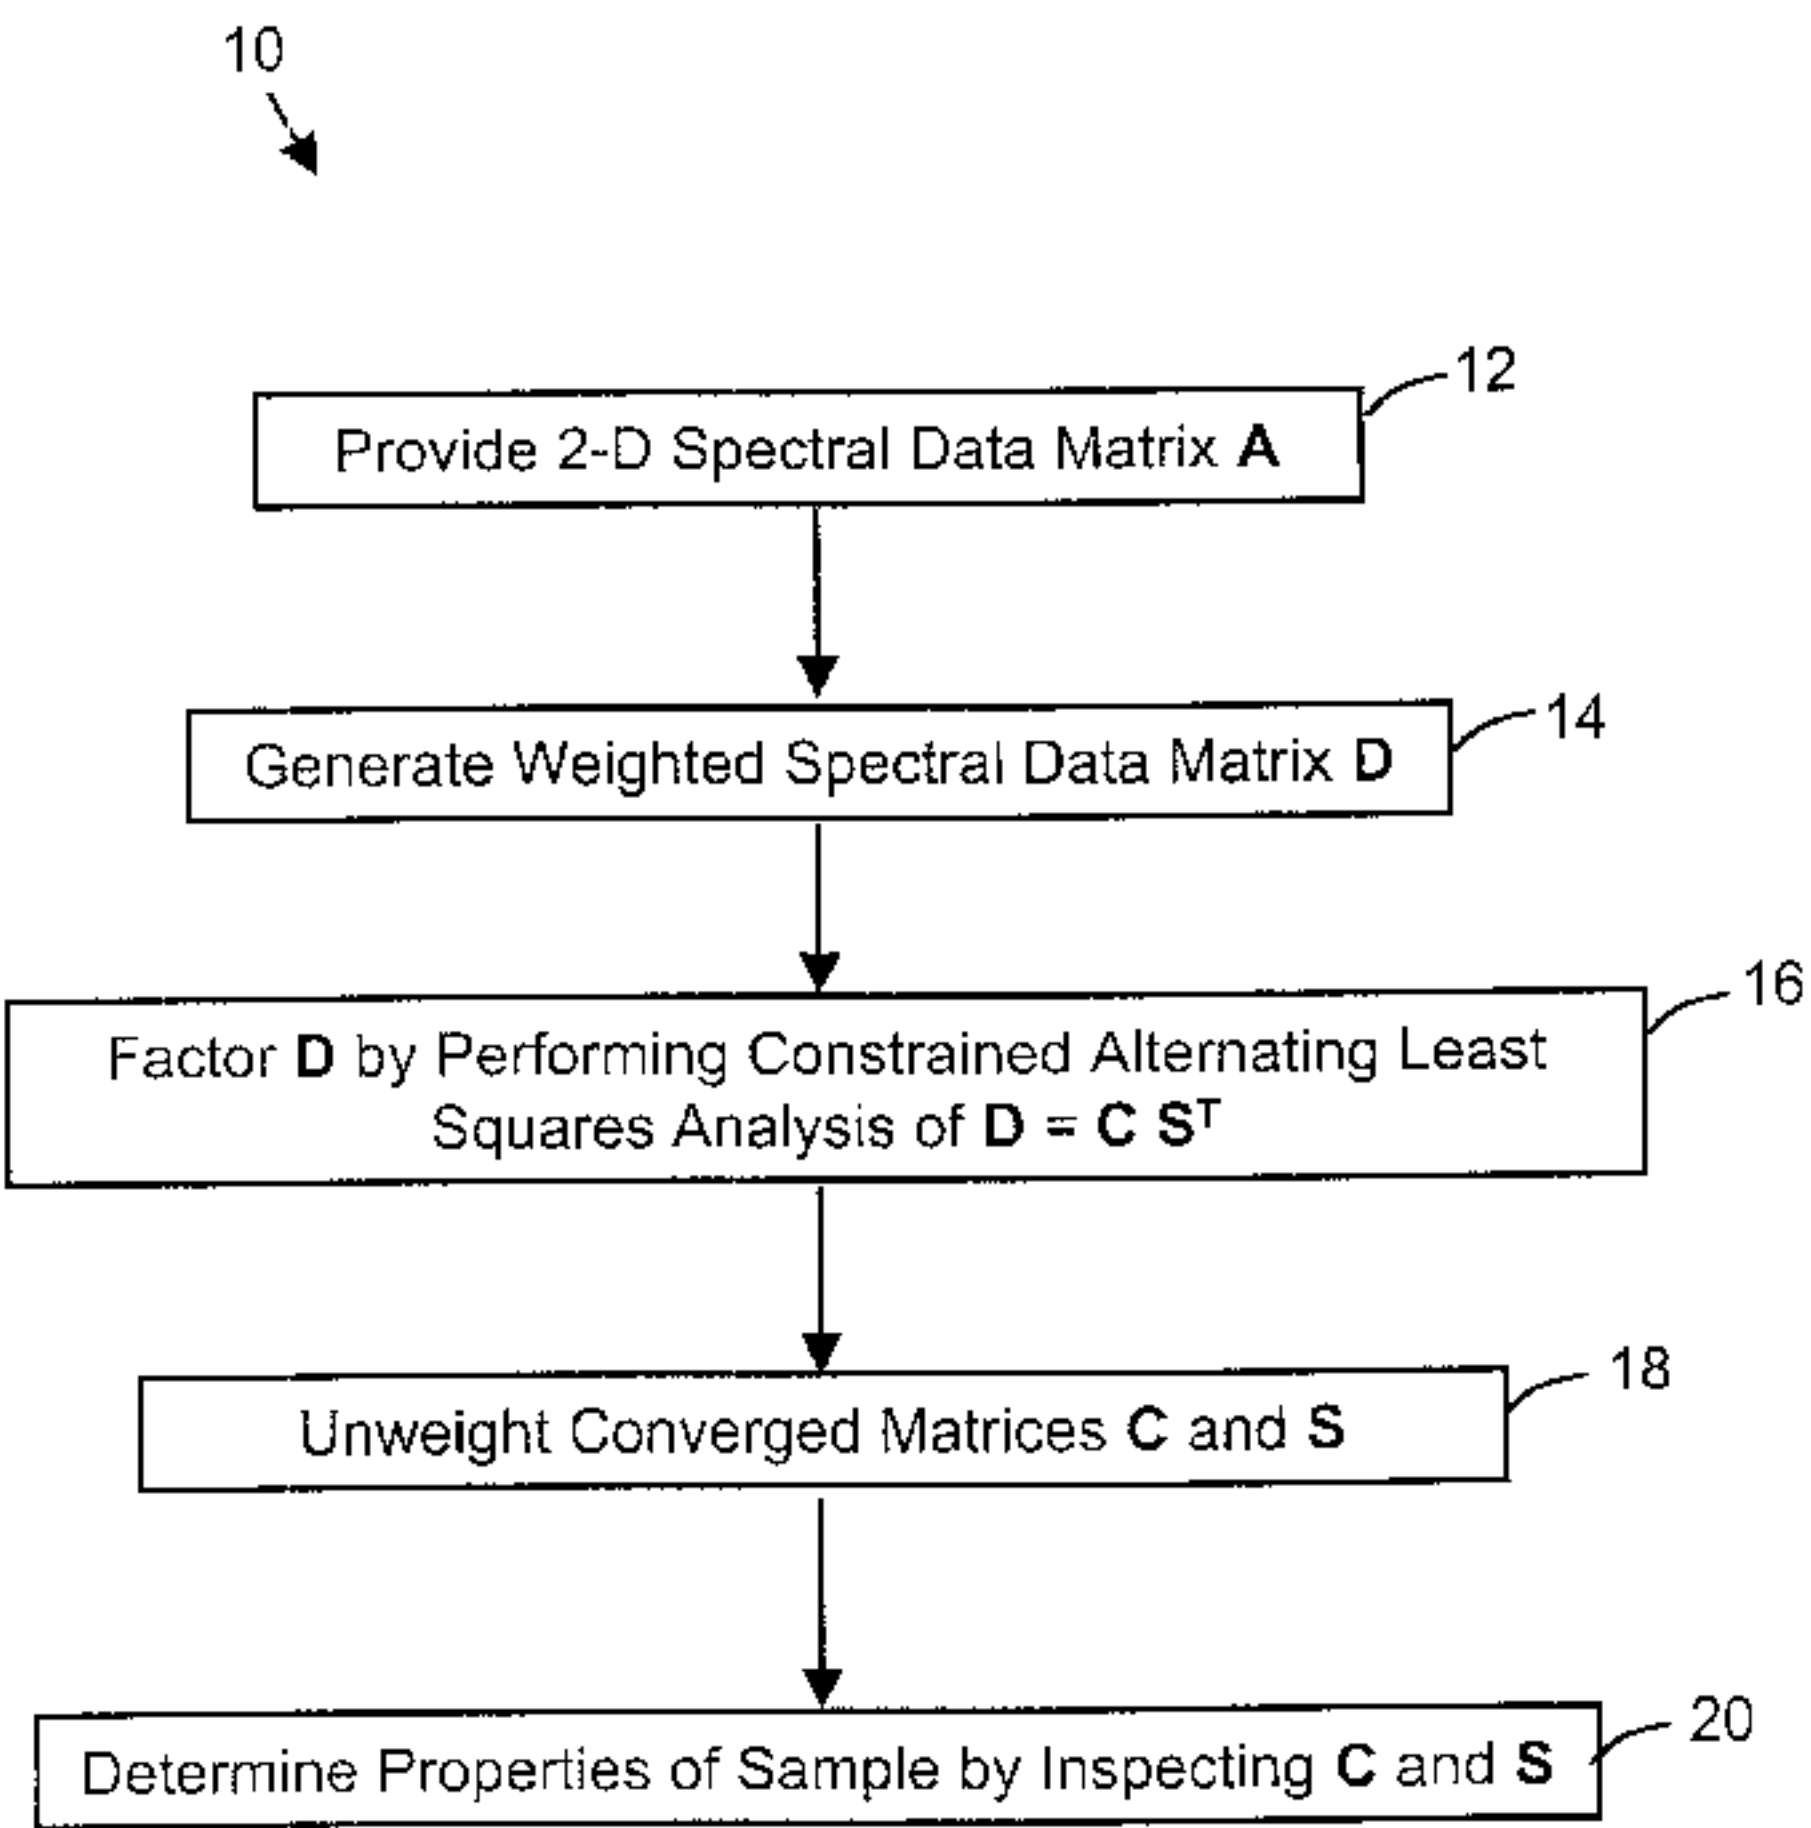 10
12
Provide 2-D Spectral Data Matrix A
14
Generate Weighted Spectral Data Matrix D
16
Factor D by Performing Constrained Alternating Least
Squares Analysis of D = C Sᵀ
18
Unweight Converged Matrices C and S
20
Determine Properties of Sample by Inspecting C and S